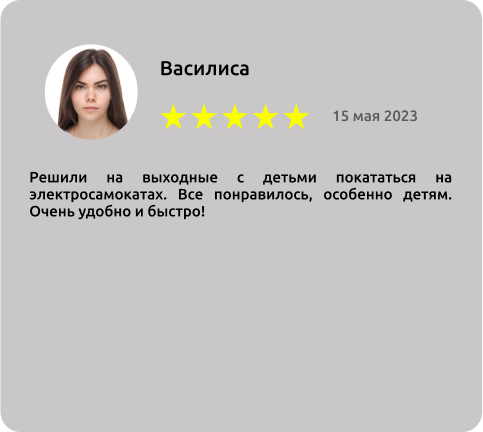 Василиса
15 мая 2023
Решили на выходные с детьми покататься на
электросамокатах. Все понравилось, особенно детям.
Очень удобно и быстро!